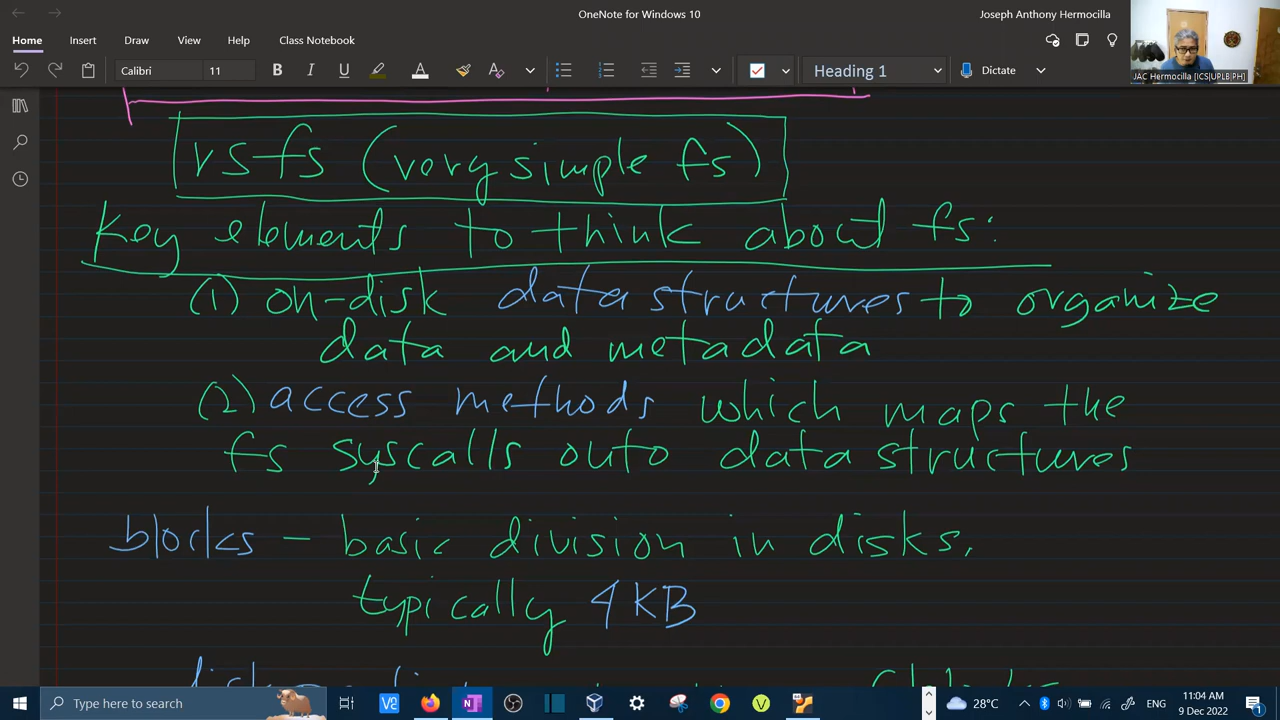 OneNote for Windows 10
Joseph Anthony Hermocilla
Home Insert Draw View Help Class Notebook
Calibri 11 B I U A Heading 1 Dictate
JAC Hermocilla [ICS|UPLB|PH]
vsfs (very simple fs)
Key elements to think about fs:
(1) on-disk data structures to organize
data and metadata
(2) access methods which maps the
fs syscalls onto data structures
blocks - basic division in disks,
typically 4KB
Type here to search
28°C
11:04 AM
9 Dec 2022